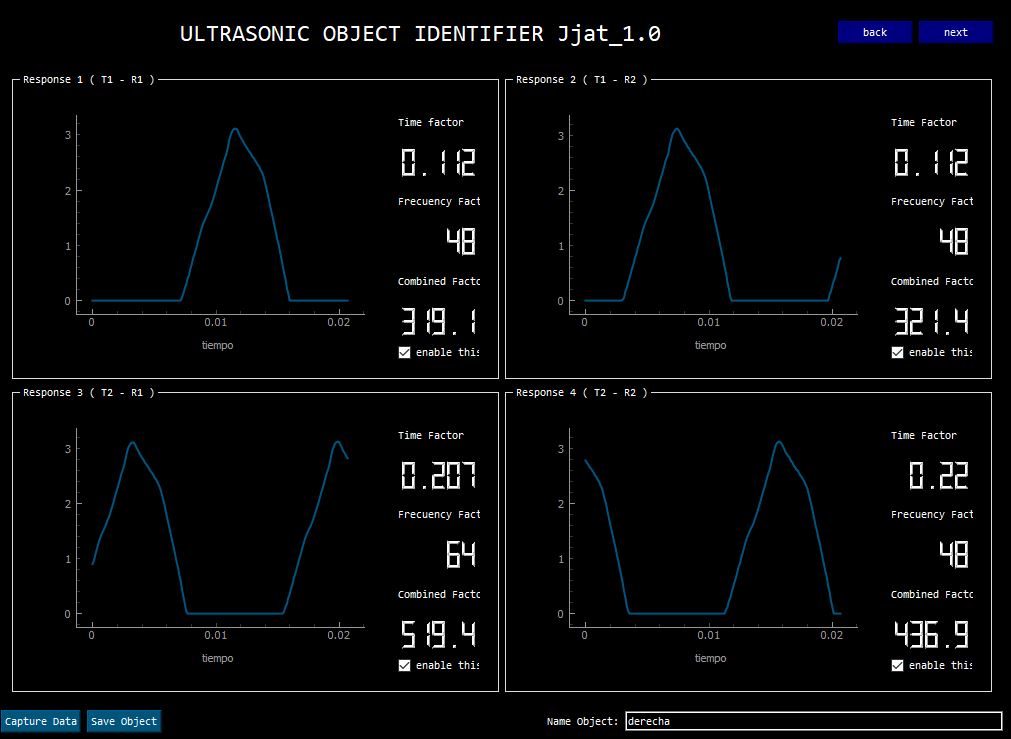 ULTRASONIC OBJECT IDENTIFIER Jjat_1.0
back next
Response 1 ( T1 - R1 )
Time factor
0.112
Frecuency Fact
48
Combined Facto
319.1
enable this
3
2
1
0
0 0.01 0.02
tiempo
Response 2 ( T1 - R2 )
Time Factor
0.112
Frecuency Fact
48
Combined Facto
321.4
enable this
3
2
1
0
0 0.01 0.02
tiempo
Response 3 ( T2 - R1 )
Time Factor
0.207
Frecuency Fact
64
Combined Facto
519.4
enable this
3
2
1
0
0 0.01 0.02
tiempo
Response 4 ( T2 - R2 )
Time Factor
0.22
Frecuency Fact
48
Combined Facto
436.9
enable this
3
2
1
0
0 0.01 0.02
tiempo
Capture Data Save Object Name Object: derecha